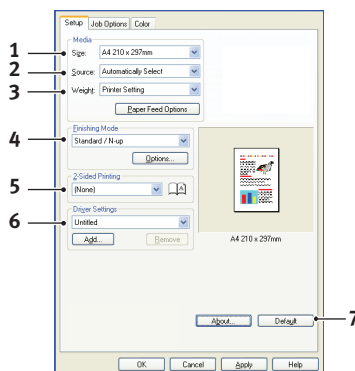 Setup Job Options Color
Media
1 Size: A4 210 x 297mm
2 Source: Automatically Select
3 Weight: Printer Setting
Paper Feed Options
Finishing Mode
4 Standard / N-up
Options...
2-Sided Printing
5 (None) A
Driver Settings
6 Untitled
Add... Remove
A4 210 x 297mm
About... Default 7
OK Cancel Apply Help